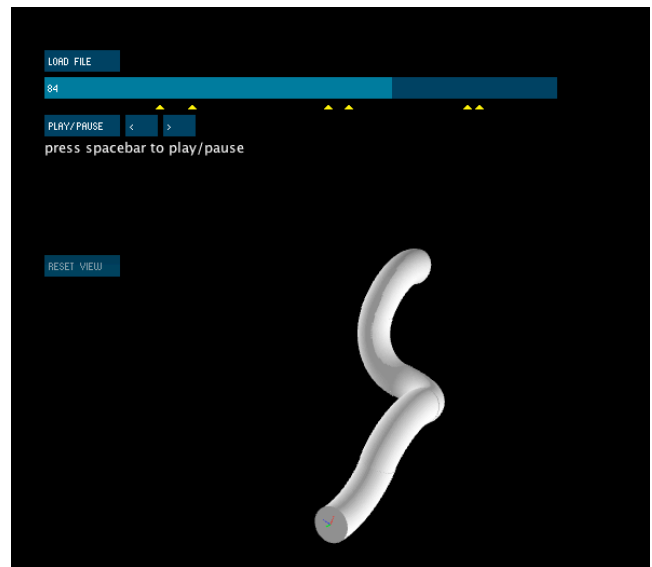 LOAD FILE
84
PLAY/PAUSE < >
press spacebar to play/pause
RESET VIEW